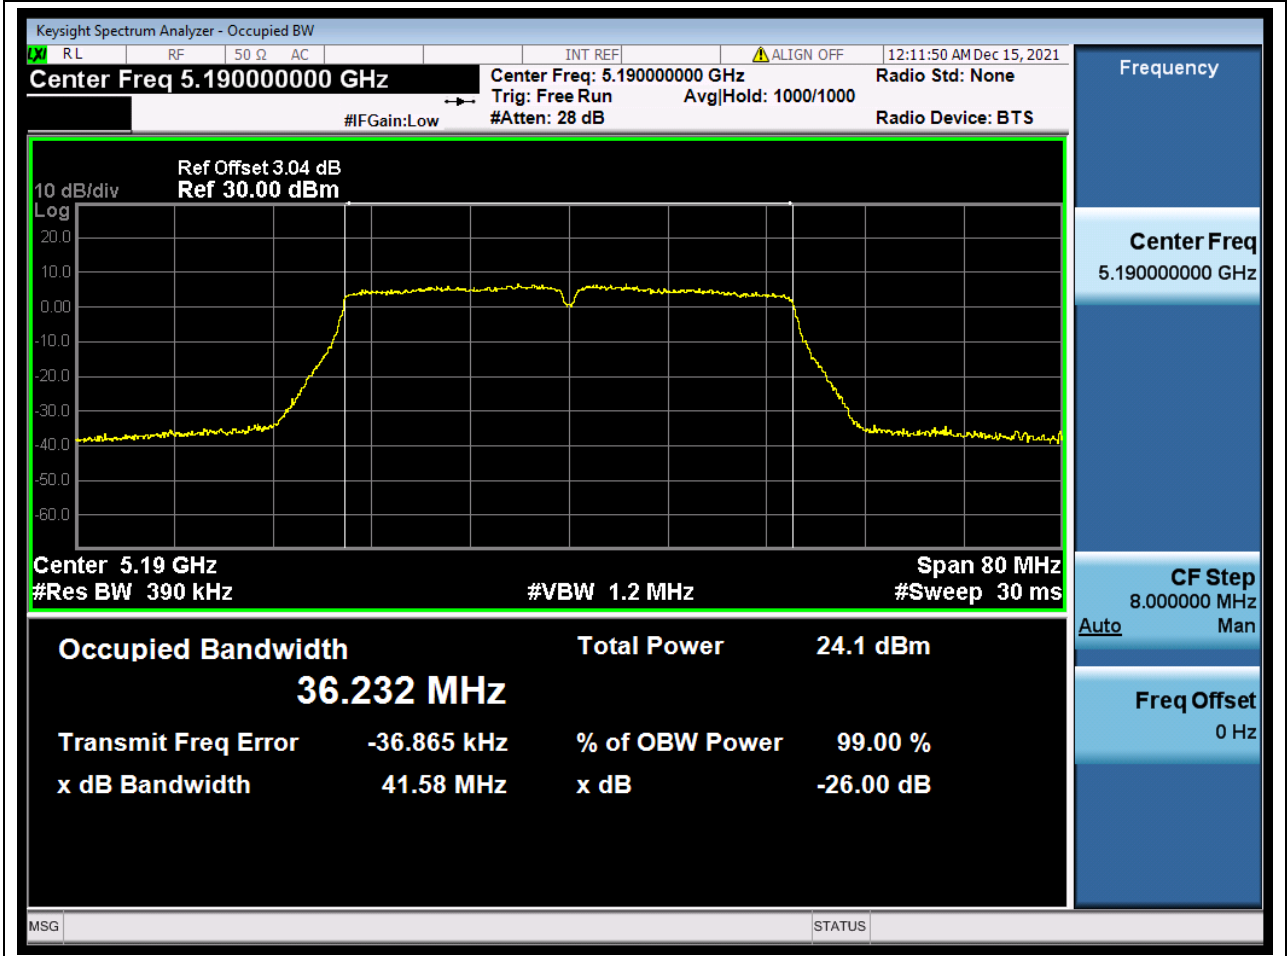 Keysight Spectrum Analyzer - Occupied BW
LXI RL RF 50 Ω AC INT REF ALIGN OFF 12:11:50 AM Dec 15, 2021
Center Freq 5.190000000 GHz
Center Freq: 5.190000000 GHz Radio Std: None
Trig: Free Run Avg|Hold: 1000/1000
#IFGain:Low #Atten: 28 dB Radio Device: BTS
Ref Offset 3.04 dB
10 dB/div Ref 30.00 dBm
Log
20.0
10.0
0.00
-10.0
-20.0
-30.0
-40.0
-50.0
-60.0
Center 5.19 GHz Span 80 MHz
#Res BW 390 kHz #VBW 1.2 MHz #Sweep 30 ms
Occupied Bandwidth Total Power 24.1 dBm
36.232 MHz
Transmit Freq Error -36.865 kHz % of OBW Power 99.00 %
x dB Bandwidth 41.58 MHz x dB -26.00 dB
MSG STATUS
Frequency
Center Freq
5.190000000 GHz
CF Step
8.000000 MHz
Auto Man
Freq Offset
0 Hz